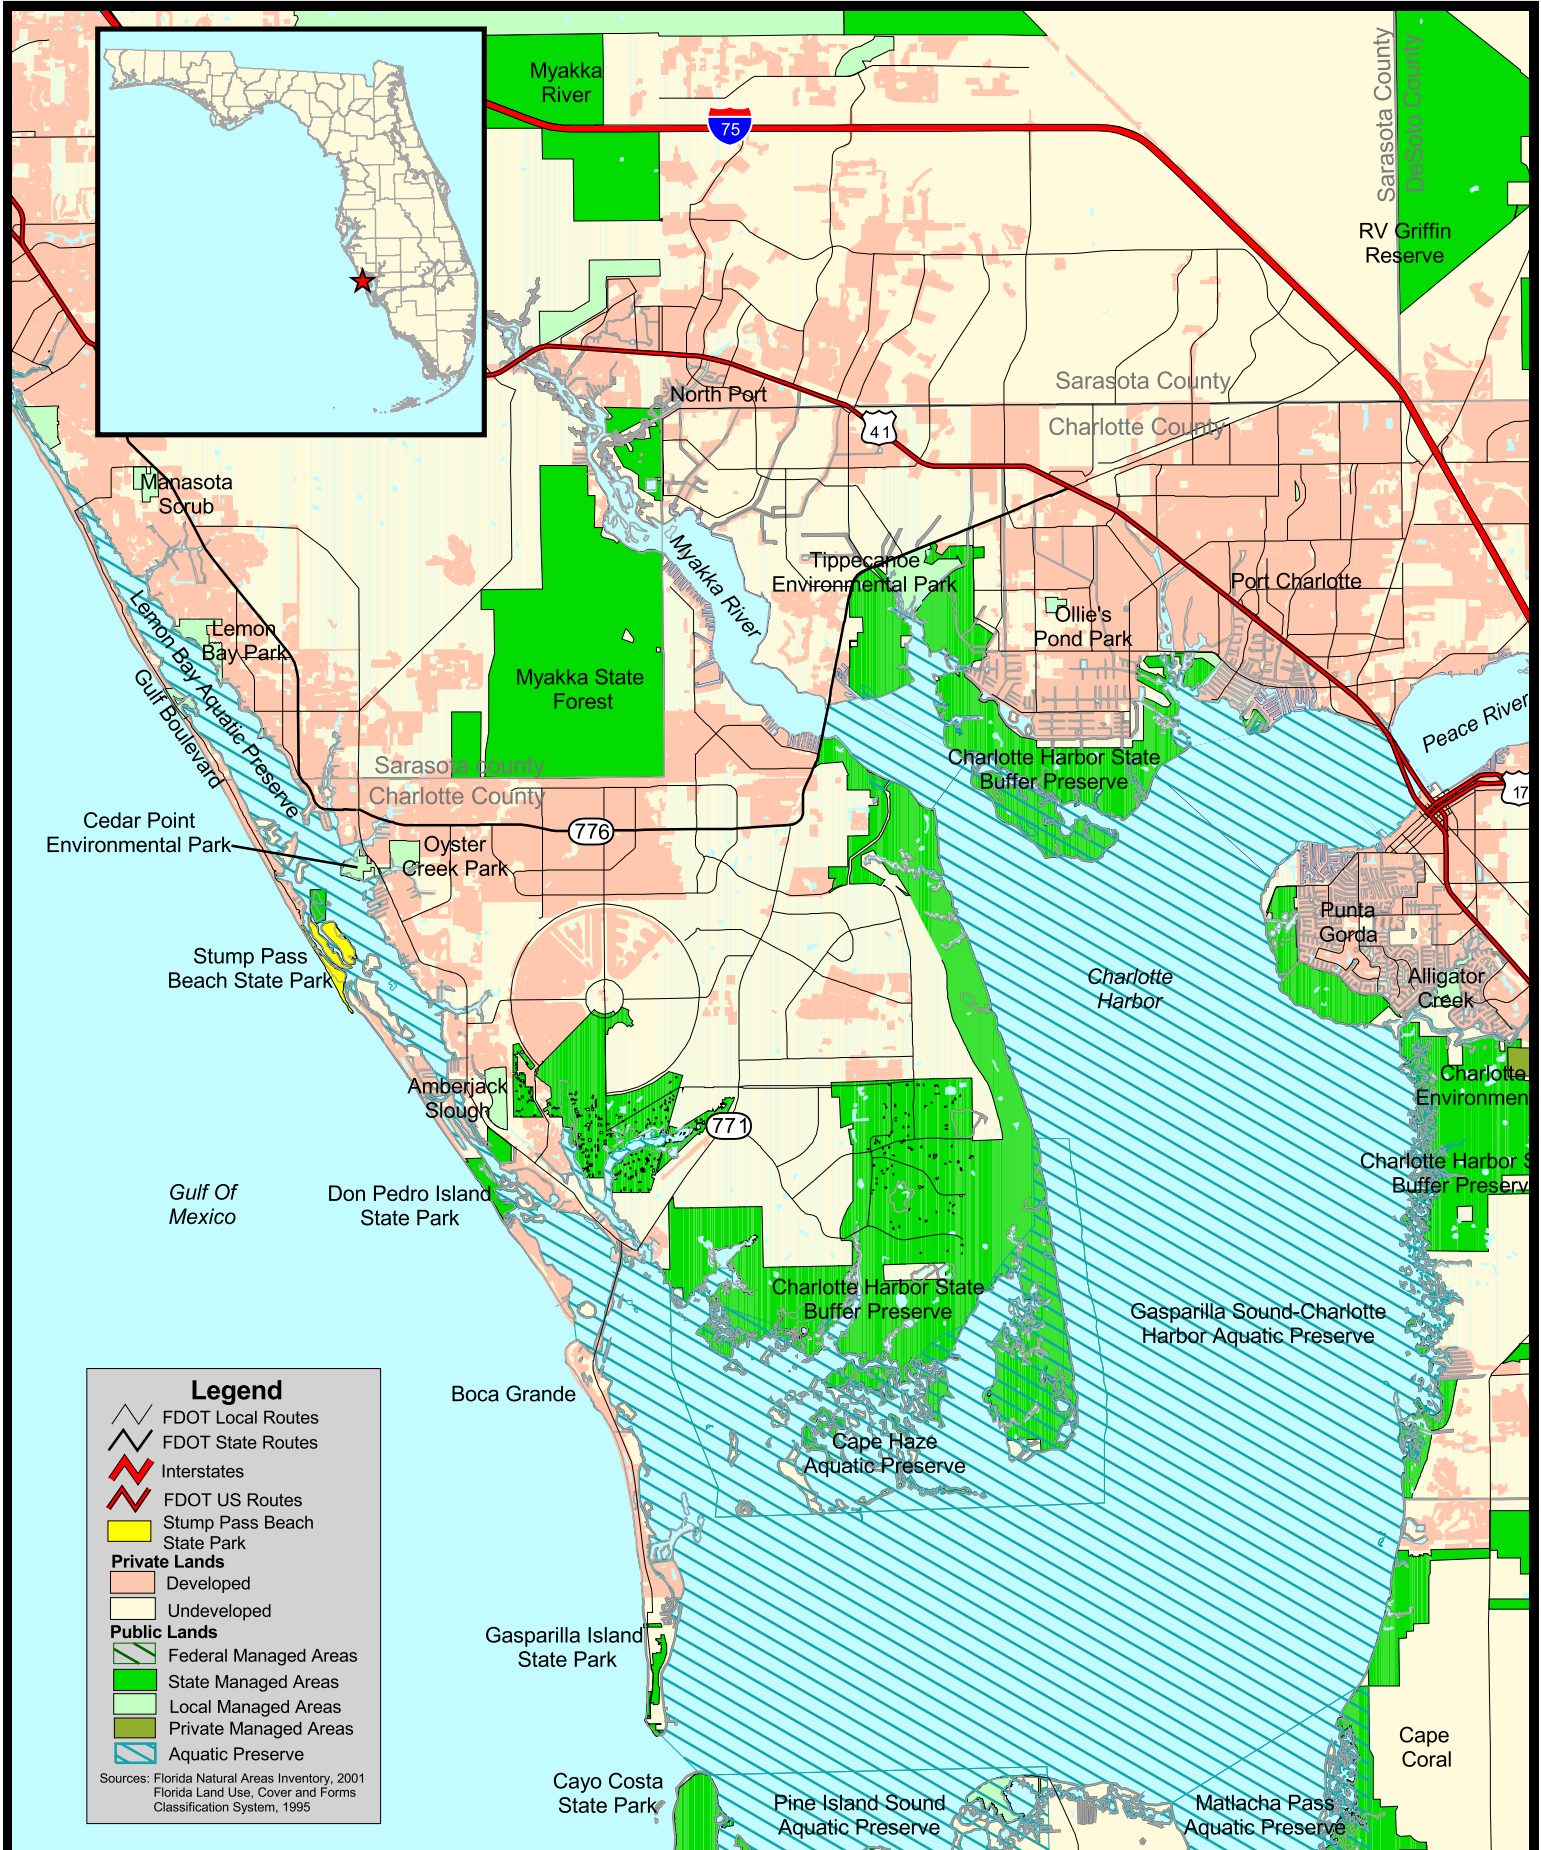 Myakka
River
75
Sarasota County
DeSoto County
RV Griffin
Reserve
Sarasota County
Charlotte County
North Port
41
Manasota
Scrub
Myakka River
Tippecanoe
Environmental Park
Port Charlotte
Ollie's
Pond Park
Lemon
Bay Park
Lemon Bay Aquatic Preserve
Gulf Boulevard
Myakka State
Forest
Peace River
Charlotte Harbor State
Buffer Preserve
Sarasota county
Charlotte County
17
Cedar Point
Environmental Park
776
Oyster
Creek Park
Punta
Gorda
Stump Pass
Beach State Park
Charlotte
Harbor
Alligator
Creek
Amberjack
Slough
771
Charlotte
Environmen
Charlotte Harbor S
Buffer Preserv
Gulf Of
Mexico
Don Pedro Island
State Park
Charlotte Harbor State
Buffer Preserve
Gasparilla Sound-Charlotte
Harbor Aquatic Preserve
Boca Grande
Cape Haze
Aquatic Preserve
Gasparilla Island
State Park
Cape
Coral
Cayo Costa
State Park
Pine Island Sound
Aquatic Preserve
Matlacha Pass
Aquatic Preserve
Legend
FDOT Local Routes
FDOT State Routes
Interstates
FDOT US Routes
Stump Pass Beach
State Park
Private Lands
Developed
Undeveloped
Public Lands
Federal Managed Areas
State Managed Areas
Local Managed Areas
Private Managed Areas
Aquatic Preserve
Sources: Florida Natural Areas Inventory, 2001
Florida Land Use, Cover and Forms
Classification System, 1995